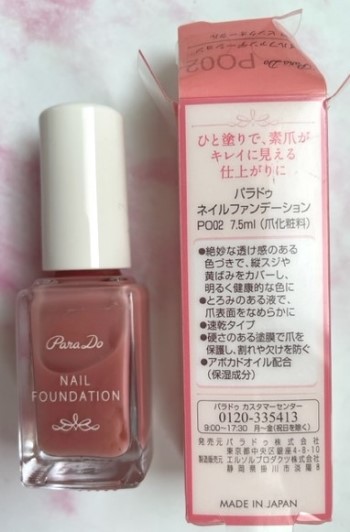 Para Do
NAIL
FOUNDATION
Para Do PO02
ひと塗りで、素爪が
キレイに見える
仕上がりに
パラドゥ
ネイルファンデーション
PO02 7.5ml（爪化粧料）
●絶妙な透け感のある
色づきで、縦スジや
黄ばみをカバーし、
明るく健康的な色に
●とろみのある液で、
爪表面をなめらかに
●速乾タイプ
●硬さのある塗膜で爪を
保護し、割れや欠けを防ぐ
●アボカドオイル配合
（保湿成分）
パラドゥ カスタマーセンター
0120-335413
9:00～17:30 月～金(祝日を除く)
発売元 パラドゥ株式会社
東京都中央区銀座4-8-10
製造販売元 エルソルプロダクツ株式会社
静岡県掛川市淡陽8
MADE IN JAPAN